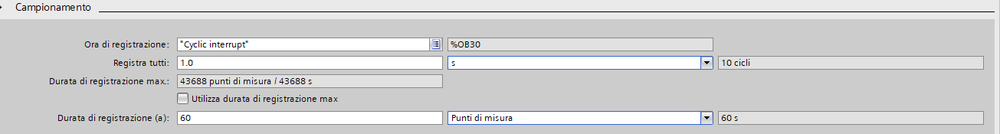 Campionamento
Ora di registrazione: "Cyclic interrupt" %OB30
Registra tutti: 1.0 s 10 cicli
Durata di registrazione max.: 43688 punti di misura / 43688 s
Utilizza durata di registrazione max
Durata di registrazione (a): 60 Punti di misura 60 s